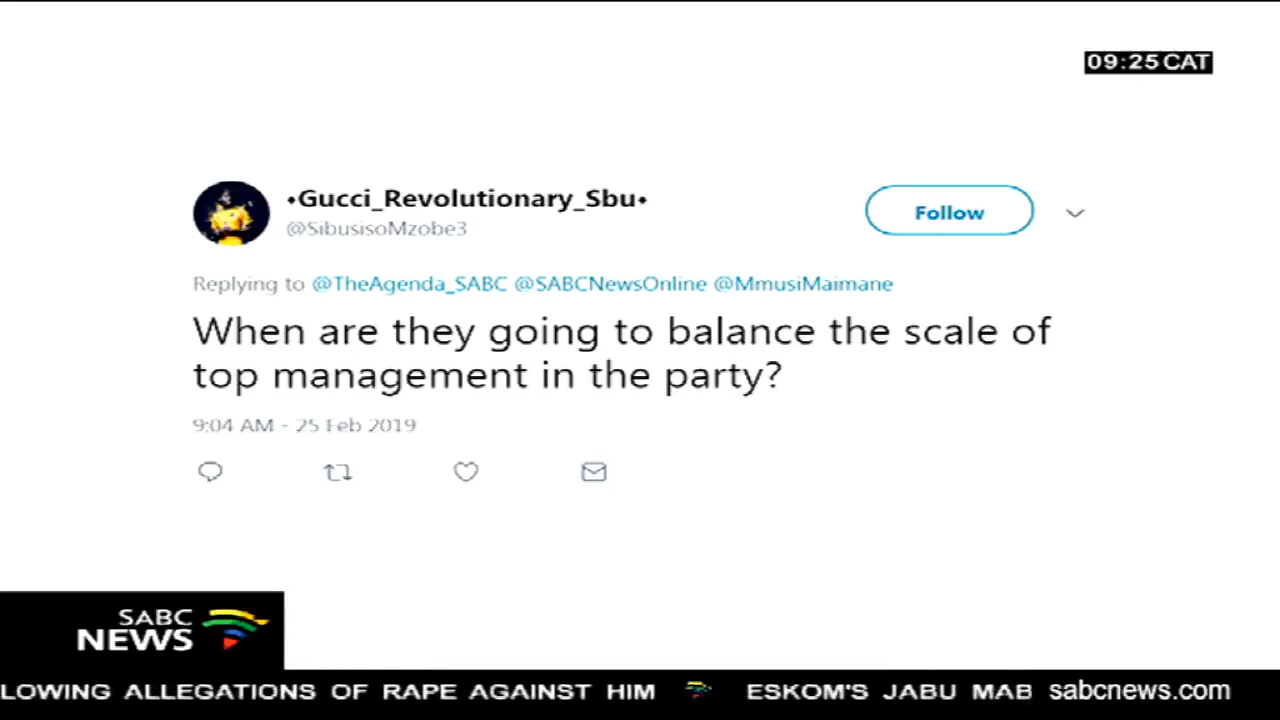 09:25 CAT
•Gucci_Revolutionary_Sbu•
@SibusisoMzobe3
Follow
Replying to @TheAgenda_SABC @SABCNewsOnline @MmusiMaimane
When are they going to balance the scale of
top management in the party?
9:04 AM - 25 Feb 2019
SABC
NEWS
LOWING ALLEGATIONS OF RAPE AGAINST HIM ESKOM'S JABU MAB sabcnews.com